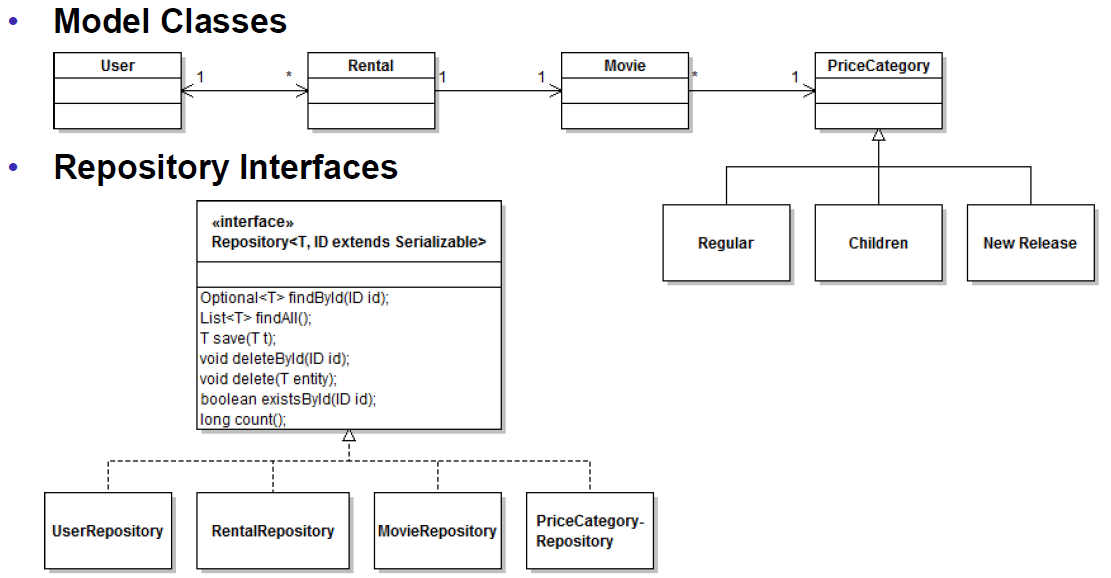 • Model Classes
User
1
*
Rental
1
1
Movie
*
1
PriceCategory
Regular
Children
New Release
• Repository Interfaces
«interface»
Repository<T, ID extends Serializable>
Optional<T> findById(ID id);
List<T> findAll();
T save(T t);
void deleteById(ID id);
void delete(T entity);
boolean existsById(ID id);
long count();
UserRepository
RentalRepository
MovieRepository
PriceCategory-
Repository